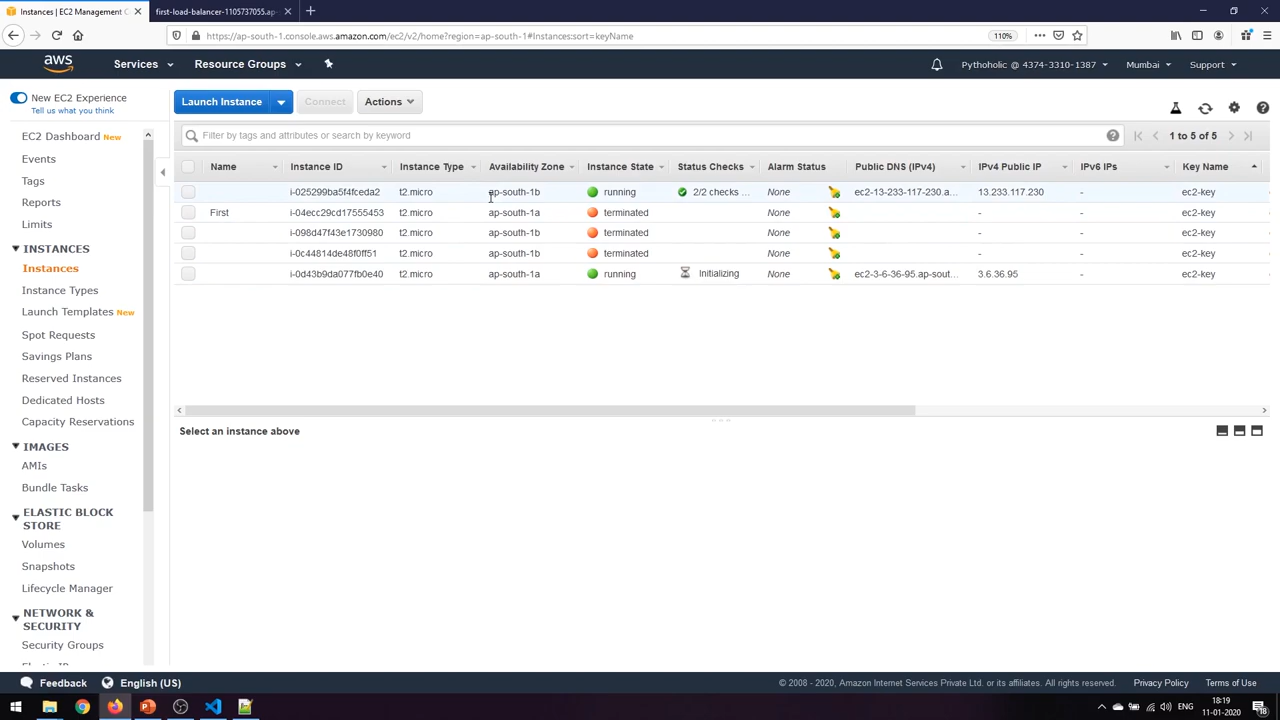 Instances | EC2 Management C
first-load-balancer-1105737055.ap
https://ap-south-1.console.aws.amazon.com/ec2/v2/home?region=ap-south-1#Instances:sort=keyName
110%
aws
Services
Resource Groups
Pythoholic @ 4374-3310-1387
Mumbai
Support
New EC2 Experience
Tell us what you think
Launch Instance
Connect
Actions
EC2 Dashboard New
Events
Tags
Reports
Limits
INSTANCES
Instances
Instance Types
Launch Templates New
Spot Requests
Savings Plans
Reserved Instances
Dedicated Hosts
Capacity Reservations
IMAGES
AMIs
Bundle Tasks
ELASTIC BLOCK
STORE
Volumes
Snapshots
Lifecycle Manager
NETWORK &
SECURITY
Security Groups
Filter by tags and attributes or search by keyword
1 to 5 of 5
Name Instance ID Instance Type Availability Zone Instance State Status Checks Alarm Status Public DNS (IPv4) IPv4 Public IP IPv6 IPs Key Name
i-025299ba5f4fceda2 t2.micro ap-south-1b running 2/2 checks ... None ec2-13-233-117-230.a... 13.233.117.230 - ec2-key
First i-04ecc29cd17555453 t2.micro ap-south-1a terminated None - - ec2-key
i-098d47f43e1730980 t2.micro ap-south-1b terminated None - - ec2-key
i-0c44814de48f0ff51 t2.micro ap-south-1b terminated None - - ec2-key
i-0d43b9da077fb0e40 t2.micro ap-south-1a running Initializing None ec2-3-6-36-95.ap-sout... 3.6.36.95 - ec2-key
Select an instance above
Feedback
English (US)
© 2008 - 2020, Amazon Internet Services Private Ltd. or its affiliates. All rights reserved.
Privacy Policy
Terms of Use
ENG
18:19
11-01-2020